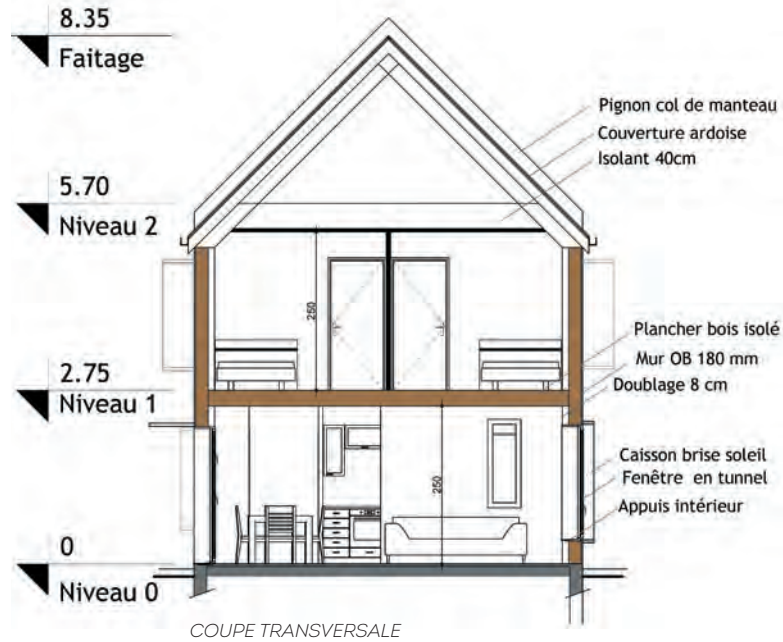 8.35
Faitage
Pignon col de manteau
Couverture ardoise
Isolant 40cm
5.70
Niveau 2
250
Plancher bois isolé
Mur OB 180 mm
Doublage 8 cm
2.75
Niveau 1
250
Caisson brise soleil
Fenêtre en tunnel
Appuis intérieur
0
Niveau 0
COUPE TRANSVERSALE